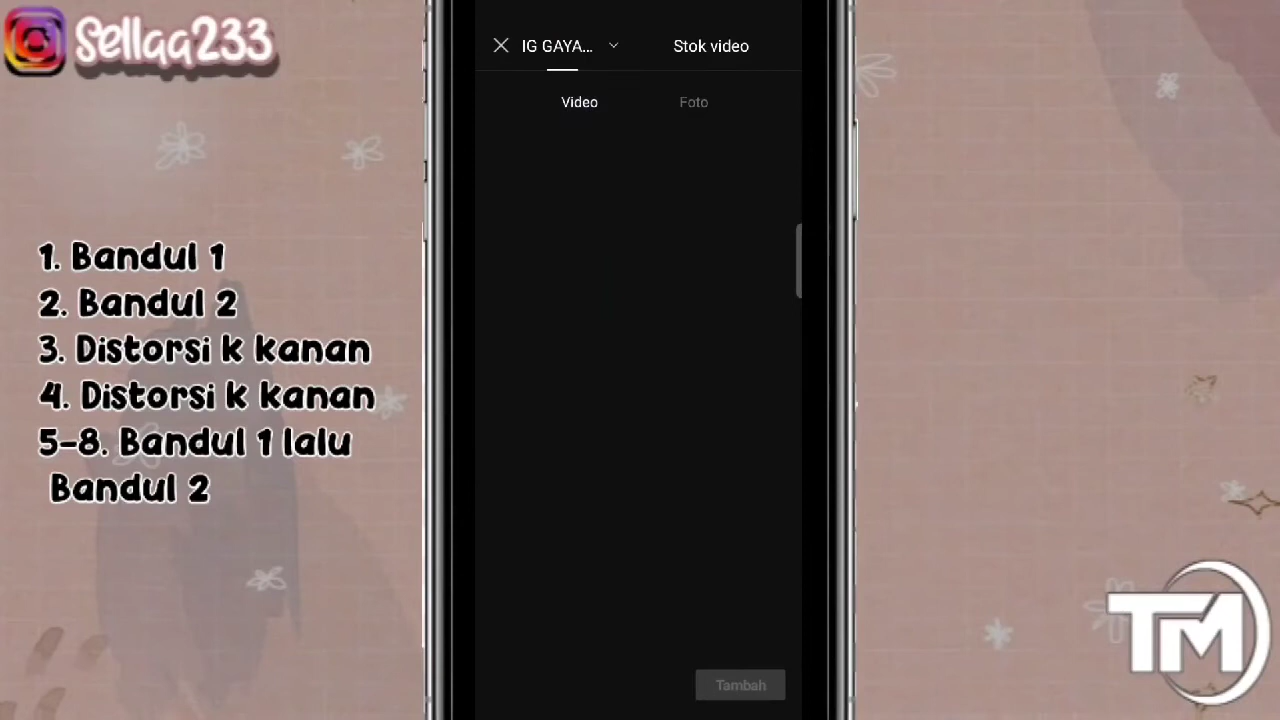 Sellaa233
IG GAYA... Stok video
Video Foto
1. Bandul 1
2. Bandul 2
3. Distorsi k kanan
4. Distorsi k kanan
5-8. Bandul 1 lalu
Bandul 2
Tambah
TM